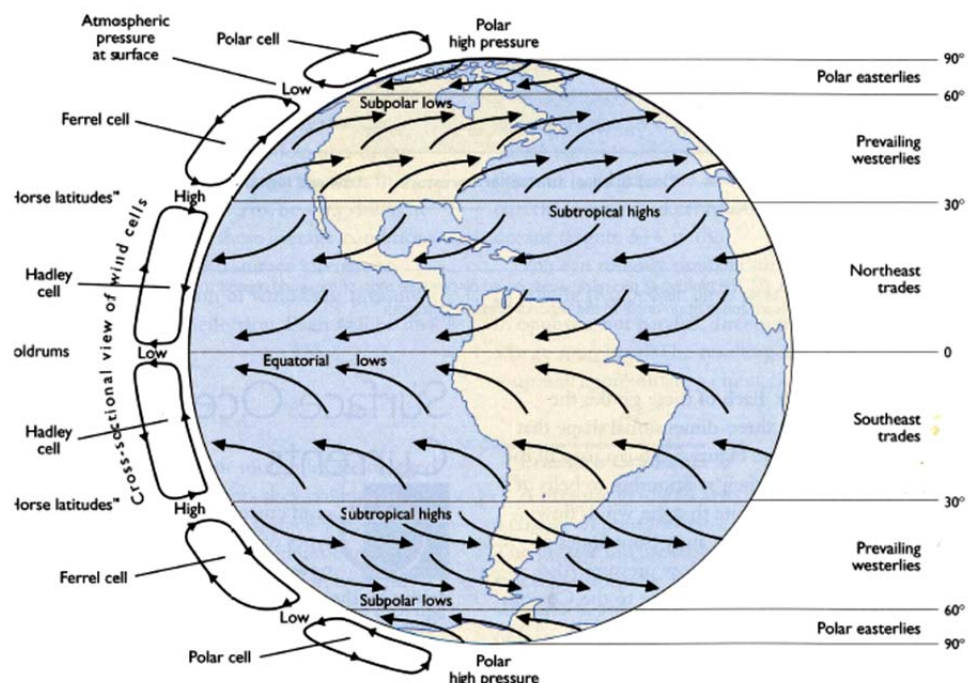 Atmospheric
pressure
at surface
Polar cell
Polar
high pressure
90°
Polar easterlies
Low
60°
Subpolar lows
Ferrel cell
Prevailing
westerlies
orse latitudes"
High
30°
Subtropical highs
Cross-sectional view of wind cells
Hadley
cell
Northeast
trades
oldrums
Low
0
Equatorial lows
Hadley
cell
Southeast
trades
orse latitudes"
High
30°
Subtropical highs
Ferrel cell
Prevailing
westerlies
Subpolar lows
Low
60°
Polar easterlies
Polar cell
90°
Polar
high pressure